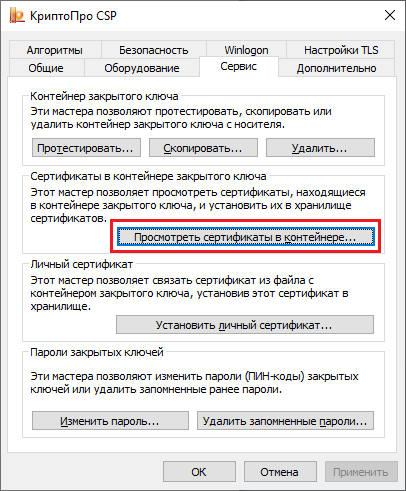 КриптоПро CSP
Алгоритмы Безопасность Winlogon Настройки TLS
Общие Оборудование Сервис Дополнительно
Контейнер закрытого ключа
Эти мастера позволяют протестировать, скопировать или
удалить контейнер закрытого ключа с носителя.
Протестировать... Скопировать... Удалить...
Сертификаты в контейнере закрытого ключа
Этот мастер позволяет просмотреть сертификаты, находящиеся
в контейнере закрытого ключа, и установить их в хранилище
сертификатов.
Просмотреть сертификаты в контейнере...
Личный сертификат
Этот мастер позволяет связать сертификат из файла с
контейнером закрытого ключа, установив этот сертификат в
хранилище.
Установить личный сертификат...
Пароли закрытых ключей
Эти мастера позволяют изменить пароли (ПИН-коды) закрытых
ключей или удалить запомненные ранее пароли.
Изменить пароль... Удалить запомненные пароли...
ОК Отмена Применить